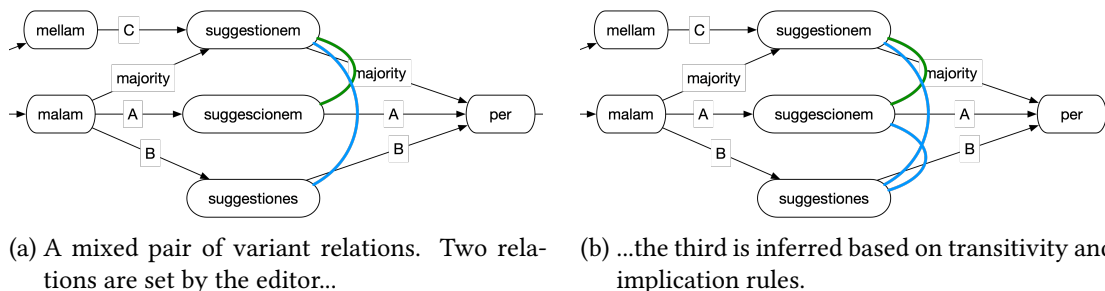 mellam C suggestionem
majority majority
malam A suggescionem A per
B B
suggestiones
mellam C suggestionem
majority majority
malam A suggescionem A per
B B
suggestiones
(a) A mixed pair of variant relations. Two rela-
tions are set by the editor...
(b) ...the third is inferred based on transitivity and
implication rules.